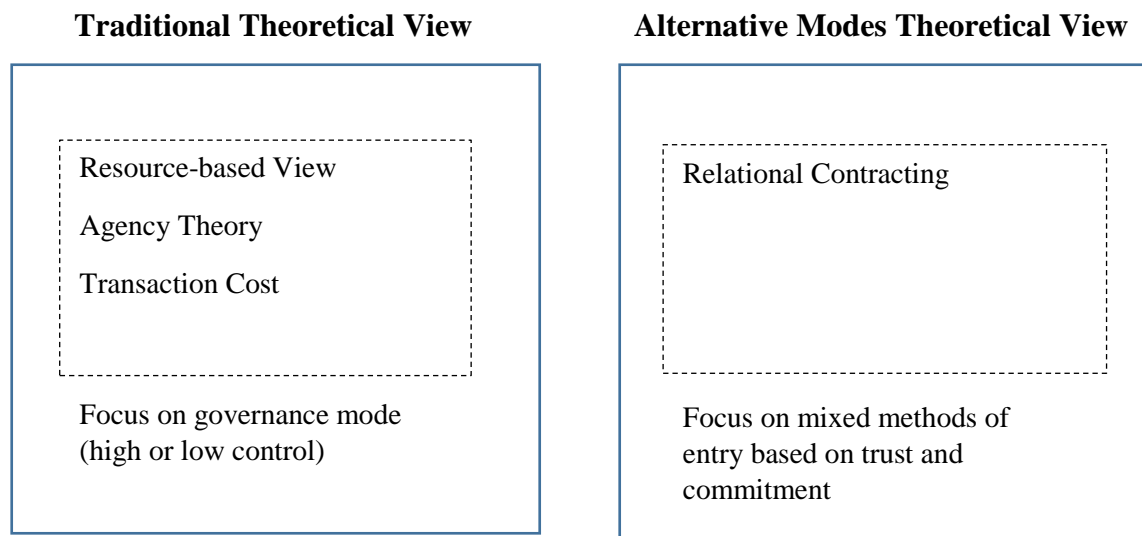 Traditional Theoretical View
Resource-based View
Agency Theory
Transaction Cost
Focus on governance mode
(high or low control)
Alternative Modes Theoretical View
Relational Contracting
Focus on mixed methods of
entry based on trust and
commitment